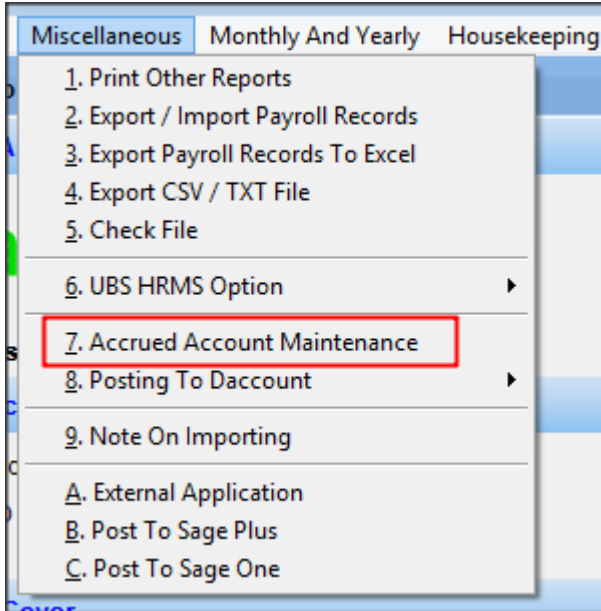 Miscellaneous Monthly And Yearly Housekeeping
1. Print Other Reports
2. Export / Import Payroll Records
3. Export Payroll Records To Excel
4. Export CSV / TXT File
5. Check File
6. UBS HRMS Option
7. Accrued Account Maintenance
8. Posting To Daccount
9. Note On Importing
A. External Application
B. Post To Sage Plus
C. Post To Sage One